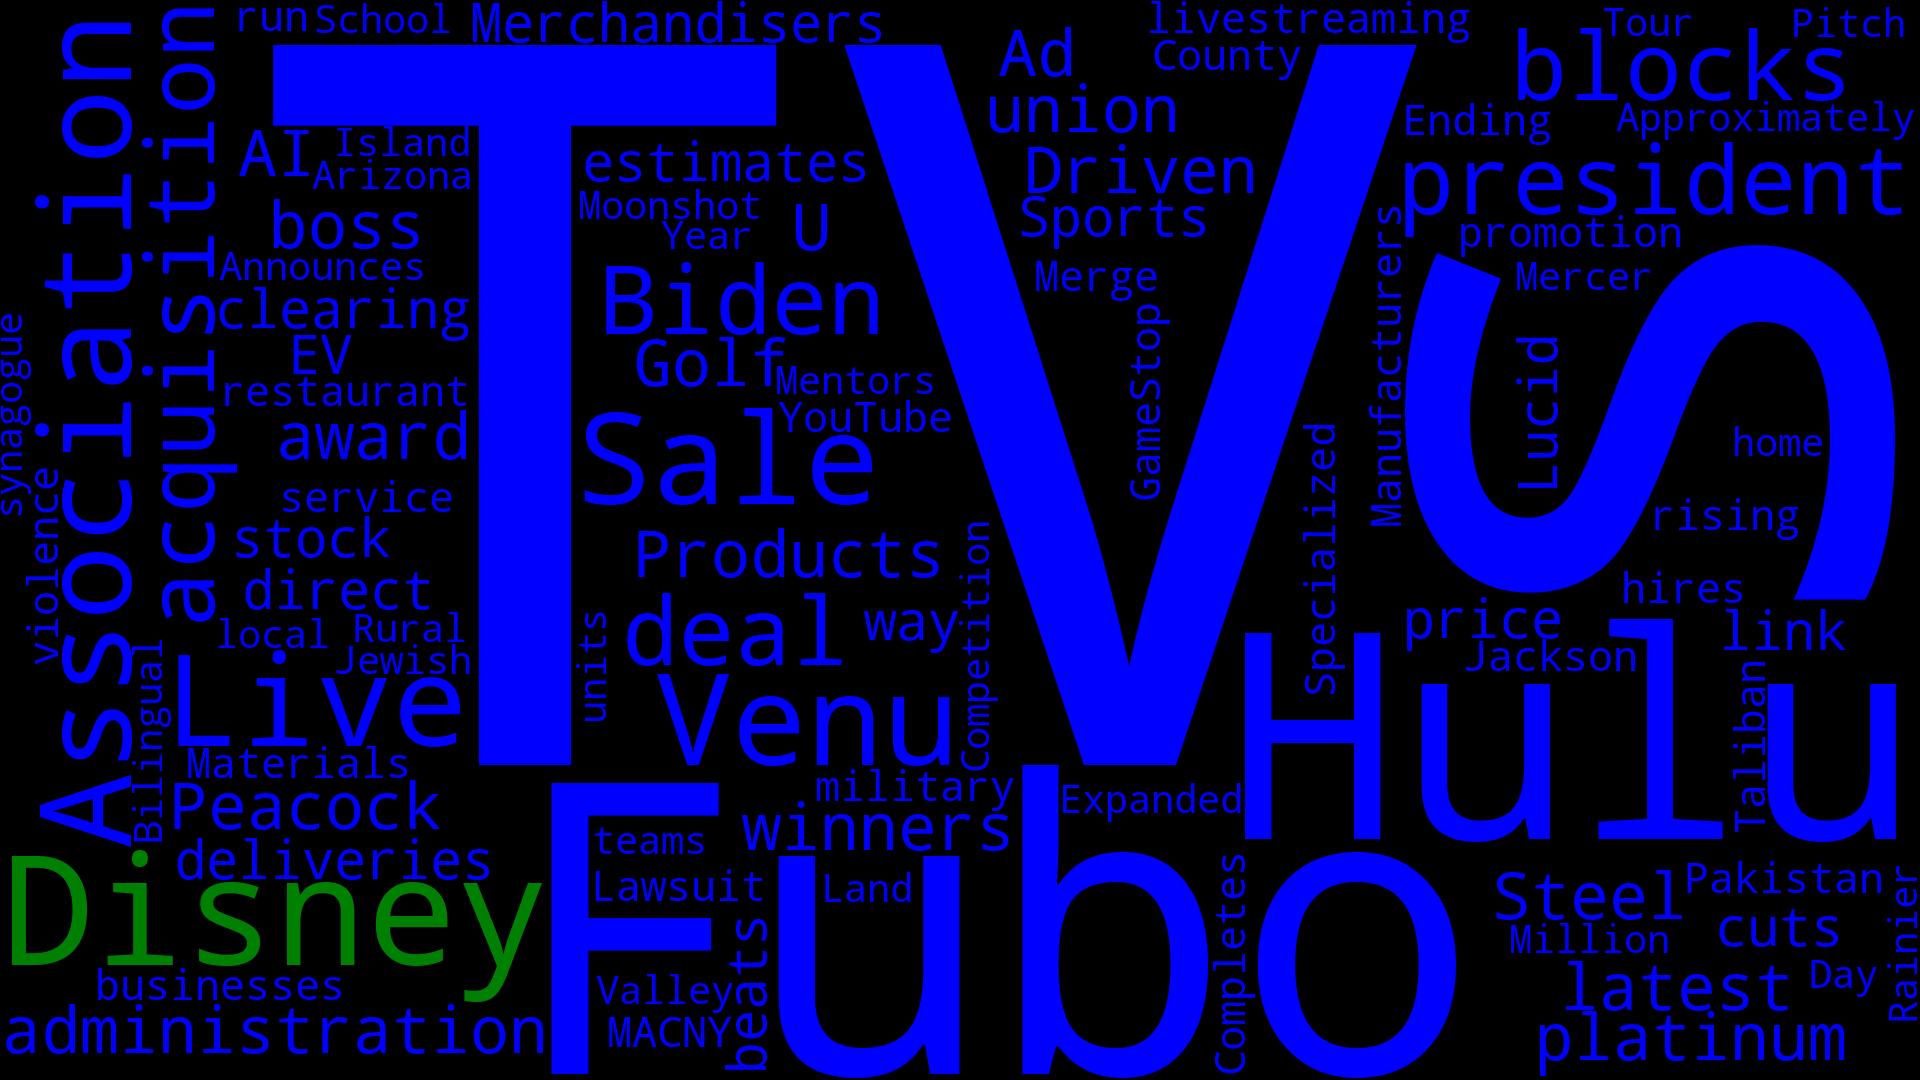 run
School
Merchandisers
livestreaming
Tour
Pitch
Association
acquisition
TV
Ad
County
blocks
union
Ending
Approximately
AI
Island
Arizona
estimates
Driven
president
boss
Moonshot
Year
U
Sports
promotion
Announces
Biden
Merge
Manufacturers
Mercer
S
clearing
EV
Golf
Mentors
GameStop
Lucid
restaurant
YouTube
synagogue
award
Sale
Specialized
home
violence
service
stock
Products
Competition
rising
direct
deal
way
hires
local
Rural
units
price
link
Jewish
Live
Venu
Hulu
Jackson
Taliban
Bilingual
Materials
Peacock
military
Expanded
winners
teams
deliveries
Disney
Fubo
Lawsuit
Land
Completes
Steel
Pakistan
Million
cuts
Rainier
businesses
Valley
beats
latest
Day
administration
MACNY
platinum